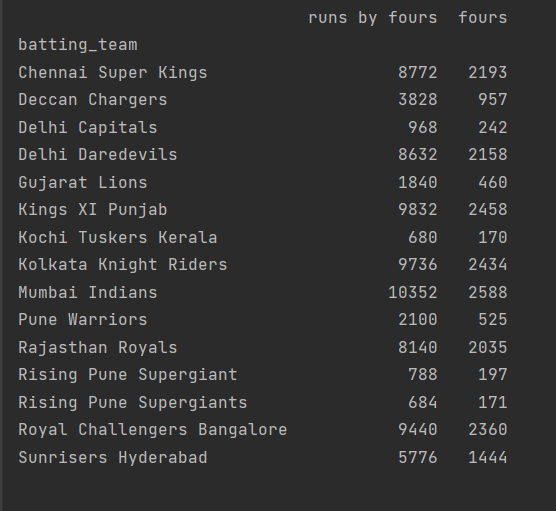 runs by fours fours
batting_team
Chennai Super Kings 8772 2193
Deccan Chargers 3828 957
Delhi Capitals 968 242
Delhi Daredevils 8632 2158
Gujarat Lions 1840 460
Kings XI Punjab 9832 2458
Kochi Tuskers Kerala 680 170
Kolkata Knight Riders 9736 2434
Mumbai Indians 10352 2588
Pune Warriors 2100 525
Rajasthan Royals 8140 2035
Rising Pune Supergiant 788 197
Rising Pune Supergiants 684 171
Royal Challengers Bangalore 9440 2360
Sunrisers Hyderabad 5776 1444